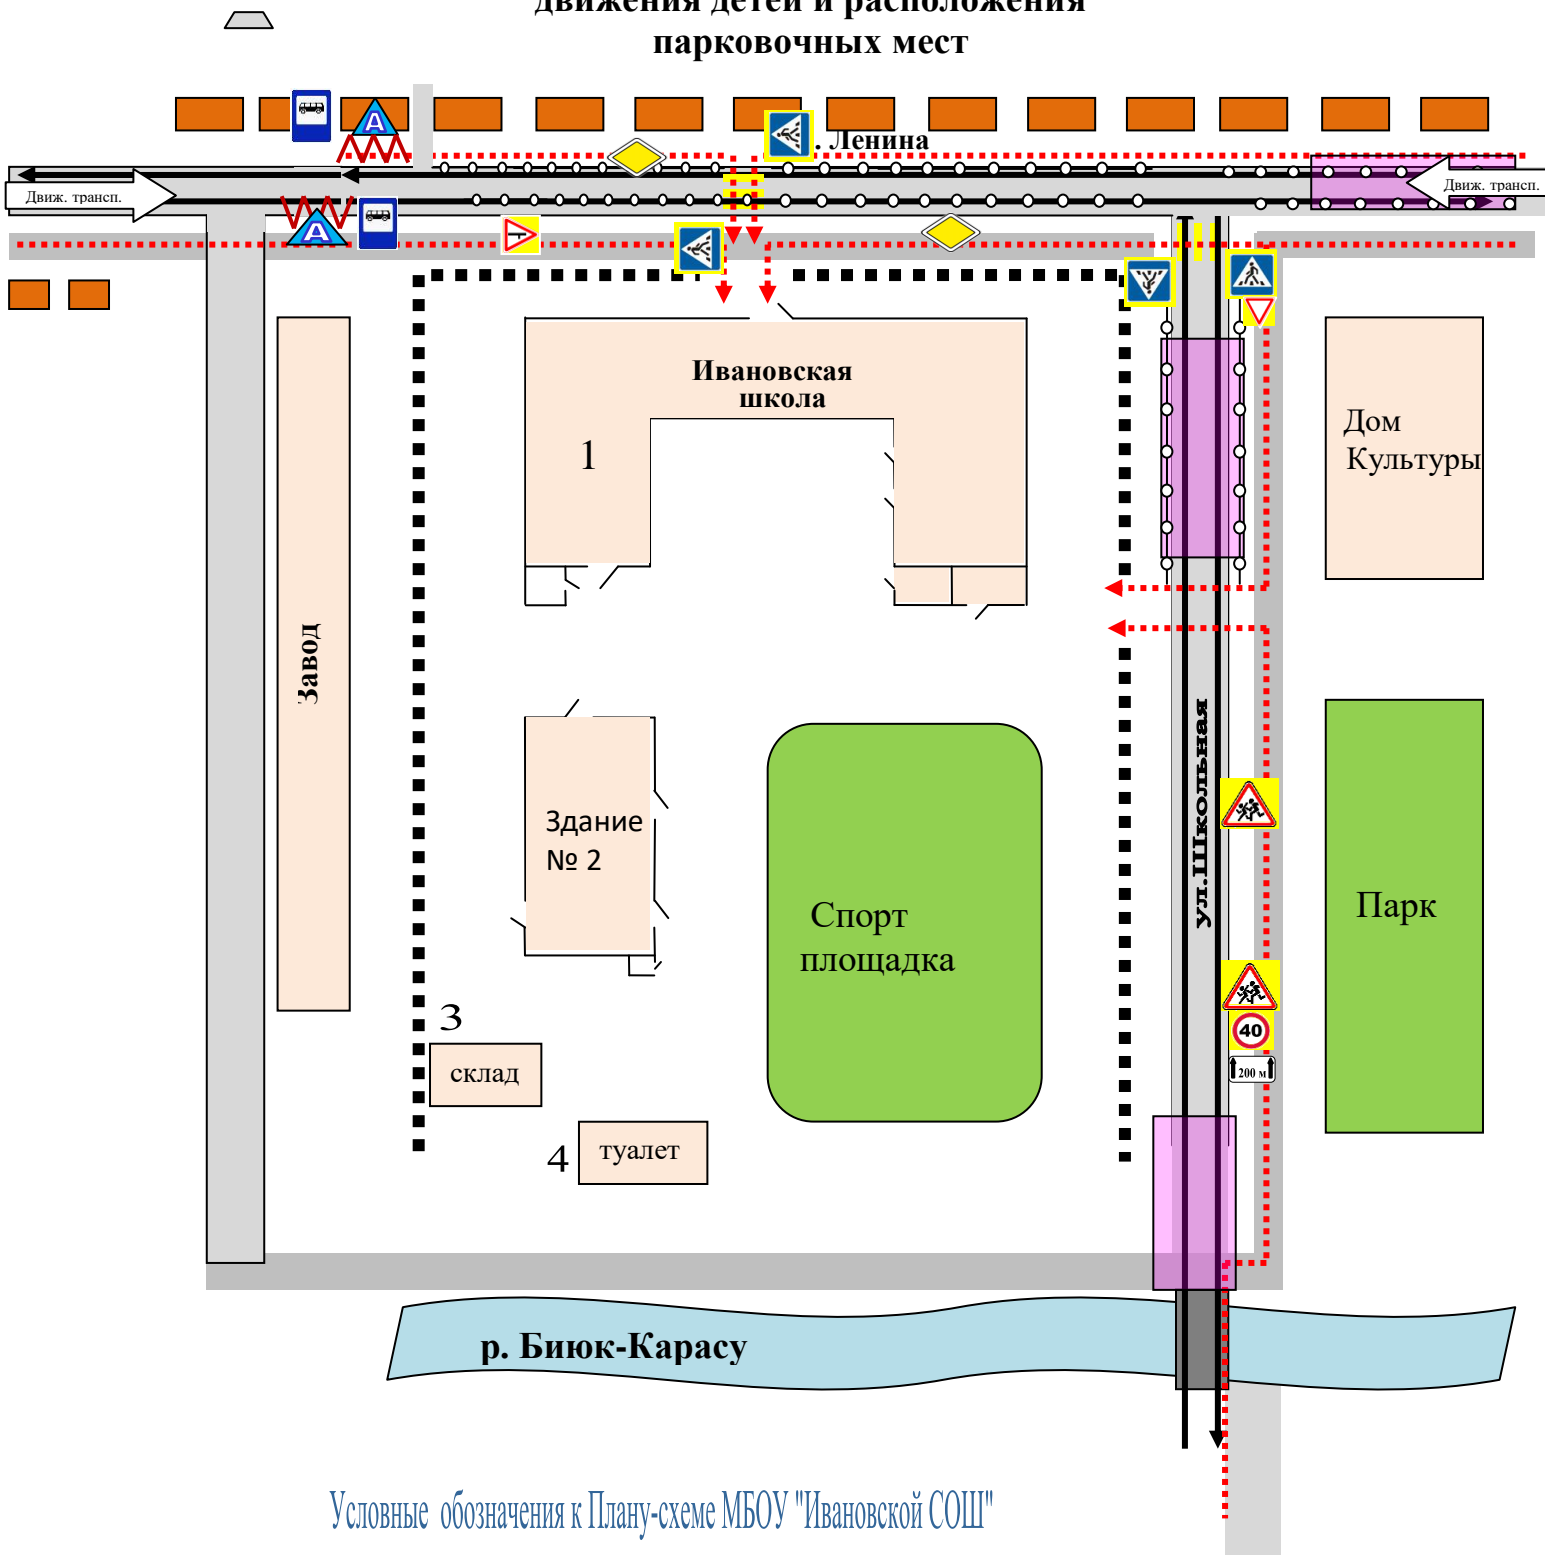 движения детей и расположения
парковочных мест
А
. Ленина
Движ. трансп.
Движ. трансп.
А
Ивановская
школа
1
Дом
Культуры
Завод
ул.Школьная
Здание
№ 2
Спорт
площадка
Парк
3
склад
40
200 м
4
туалет
р. Биюк-Карасу
Условные обозначения к Плану-схеме МБОУ "Ивановской СОШ"